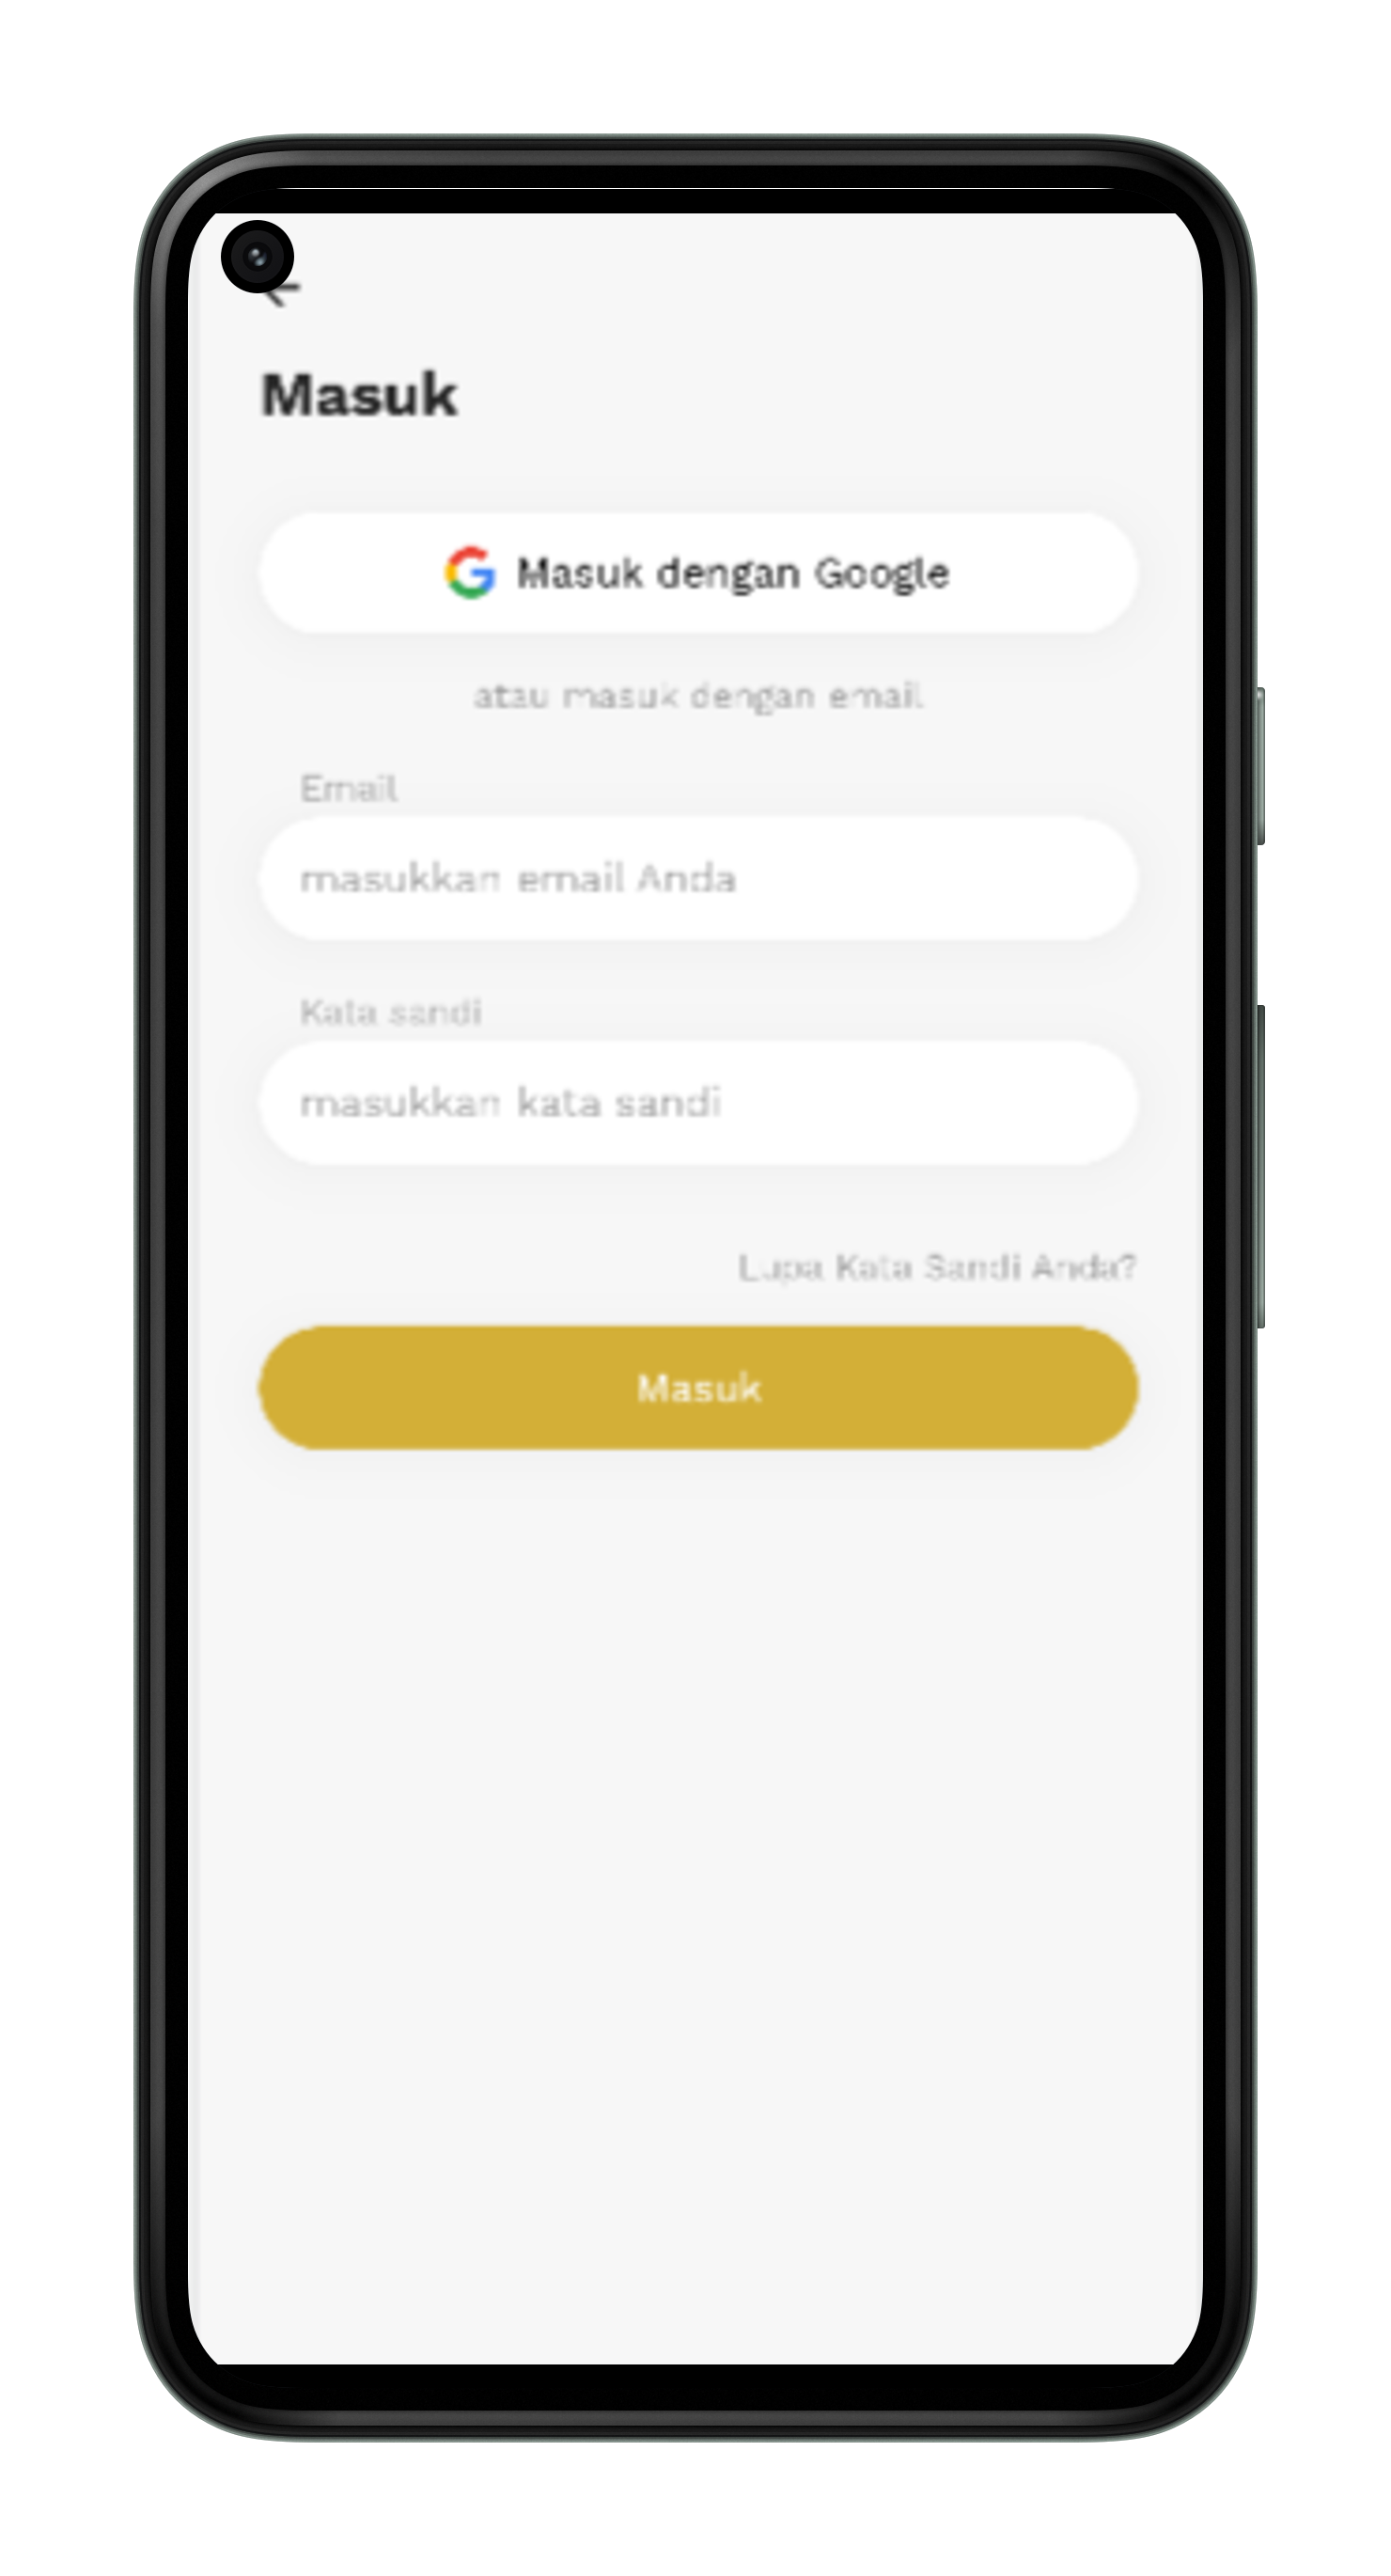 Masuk
Masuk dengan Google
atau masuk dengan email
Email
masukkan email Anda
Kata sandi
masukkan kata sandi
Lupa Kata Sandi Anda?
Masuk